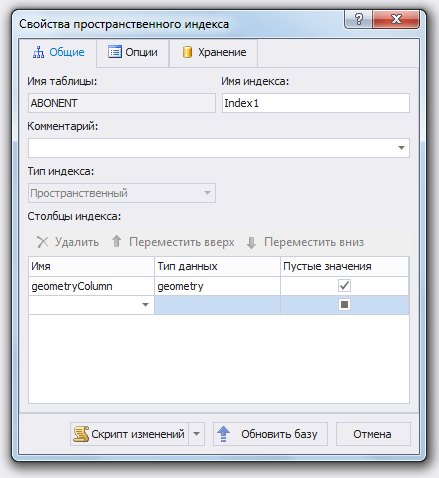 Свойства пространственного индекса
Общие Опции Хранение
Имя таблицы: Имя индекса:
ABONENT Index1
Комментарий:
Тип индекса:
Пространственный
Столбцы индекса:
Удалить Переместить вверх Переместить вниз
Имя Тип данных Пустые значения
geometryColumn geometry
Скрипт изменений Обновить базу Отмена